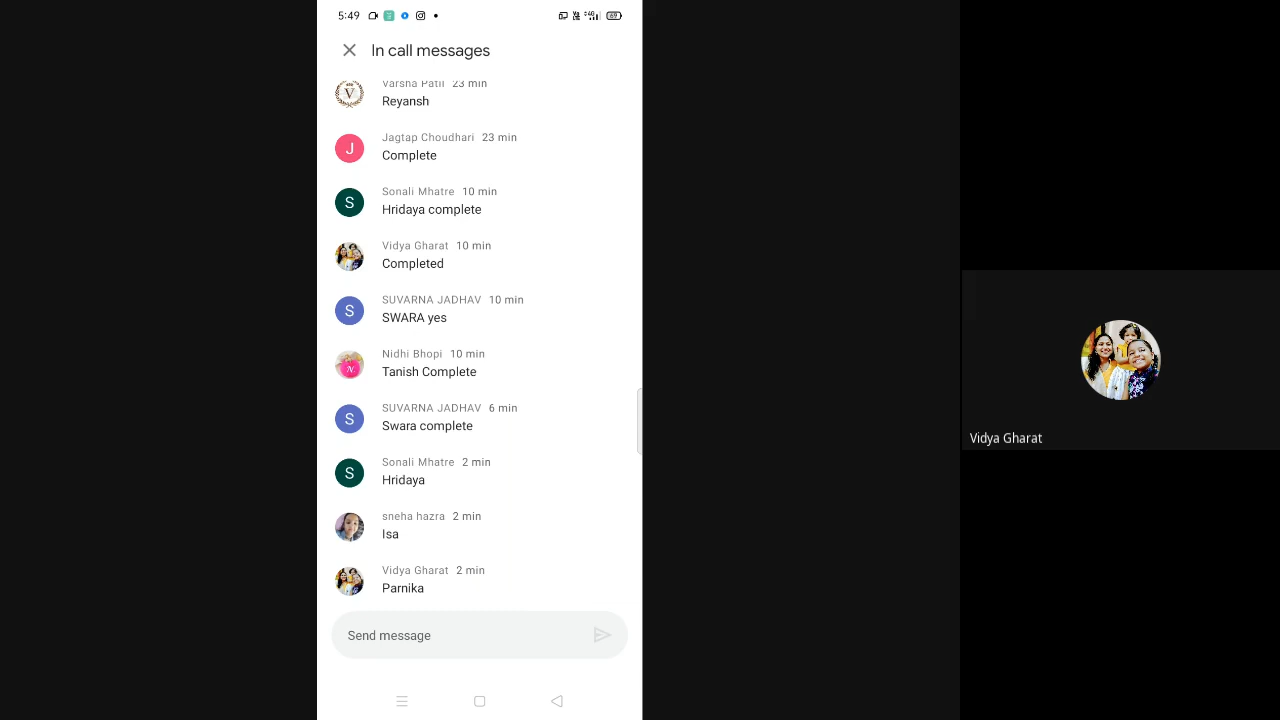 5:49
69
In call messages
Varsha Patil 23 min
Reyansh
J
Jagtap Choudhari 23 min
Complete
S
Sonali Mhatre 10 min
Hridaya complete
Vidya Gharat 10 min
Completed
S
SUVARNA JADHAV 10 min
SWARA yes
Nidhi Bhopi 10 min
Tanish Complete
S
SUVARNA JADHAV 6 min
Swara complete
S
Sonali Mhatre 2 min
Hridaya
sneha hazra 2 min
Isa
Vidya Gharat 2 min
Parnika
Send message
Vidya Gharat